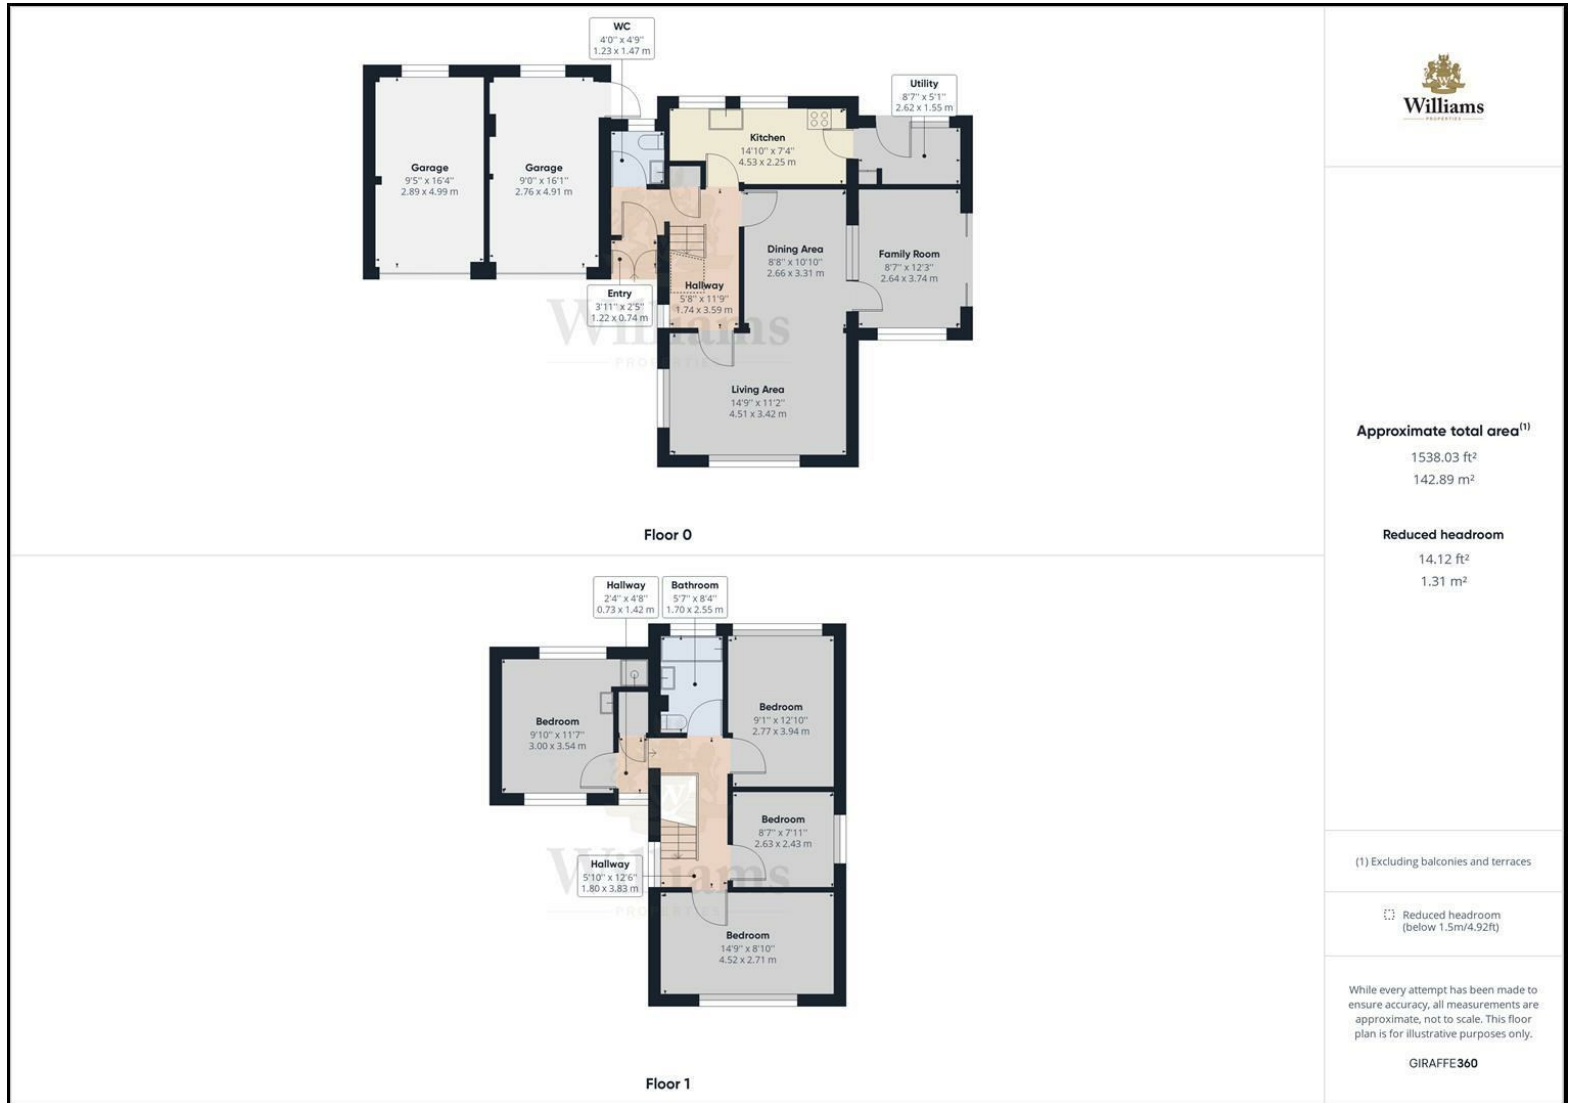 WC
4'0" x 4'9"
1.23 x 1.47 m
Utility
8'7" x 5'1"
2.62 x 1.55 m
Kitchen
14'10" x 7'4"
4.53 x 2.25 m
Garage
9'5" x 16'4"
2.89 x 4.99 m
Garage
9'0" x 16'1"
2.76 x 4.91 m
Dining Area
8'8" x 10'10"
2.66 x 3.31 m
Family Room
8'7" x 12'3"
2.64 x 3.74 m
Entry
3'11" x 2'5"
1.22 x 0.74 m
Hallway
5'8" x 11'9"
1.74 x 3.59 m
Williams
PROPERTIES
Living Area
14'9" x 11'2"
4.51 x 3.42 m
Floor 0
Hallway
2'4" x 4'8"
0.73 x 1.42 m
Bathroom
5'7" x 8'4"
1.70 x 2.55 m
Bedroom
9'10" x 11'7"
3.00 x 3.54 m
Bedroom
9'1" x 12'10"
2.77 x 3.94 m
Bedroom
8'7" x 7'11"
2.63 x 2.43 m
Hallway
5'10" x 12'6"
1.80 x 3.83 m
Williams
PROPERTIES
Bedroom
14'9" x 8'10"
4.52 x 2.71 m
Floor 1
W
Williams
PROPERTIES
Approximate total area(1)
1538.03 ft²
142.89 m²
Reduced headroom
14.12 ft²
1.31 m²
(1) Excluding balconies and terraces
Reduced headroom
(below 1.5m/4.92ft)
While every attempt has been made to
ensure accuracy, all measurements are
approximate, not to scale. This floor
plan is for illustrative purposes only.
GIRAFFE360